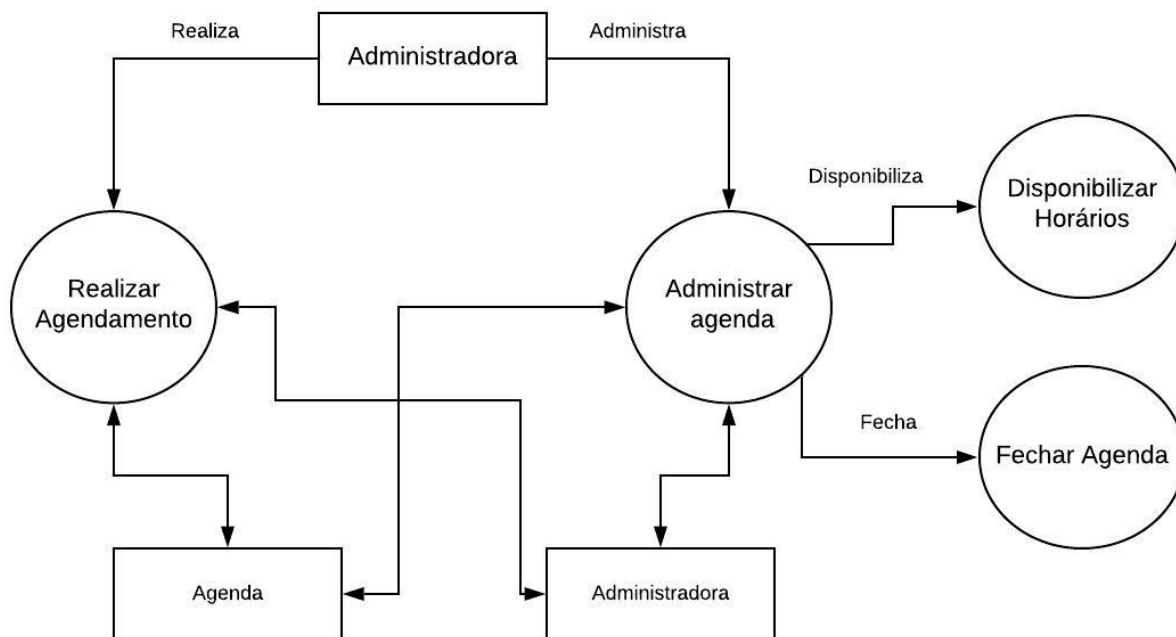 Realiza
Administradora
Administra
Disponibiliza
Disponibilizar
Horários
Realizar
Agendamento
Administrar
agenda
Fecha
Fechar Agenda
Agenda
Administradora